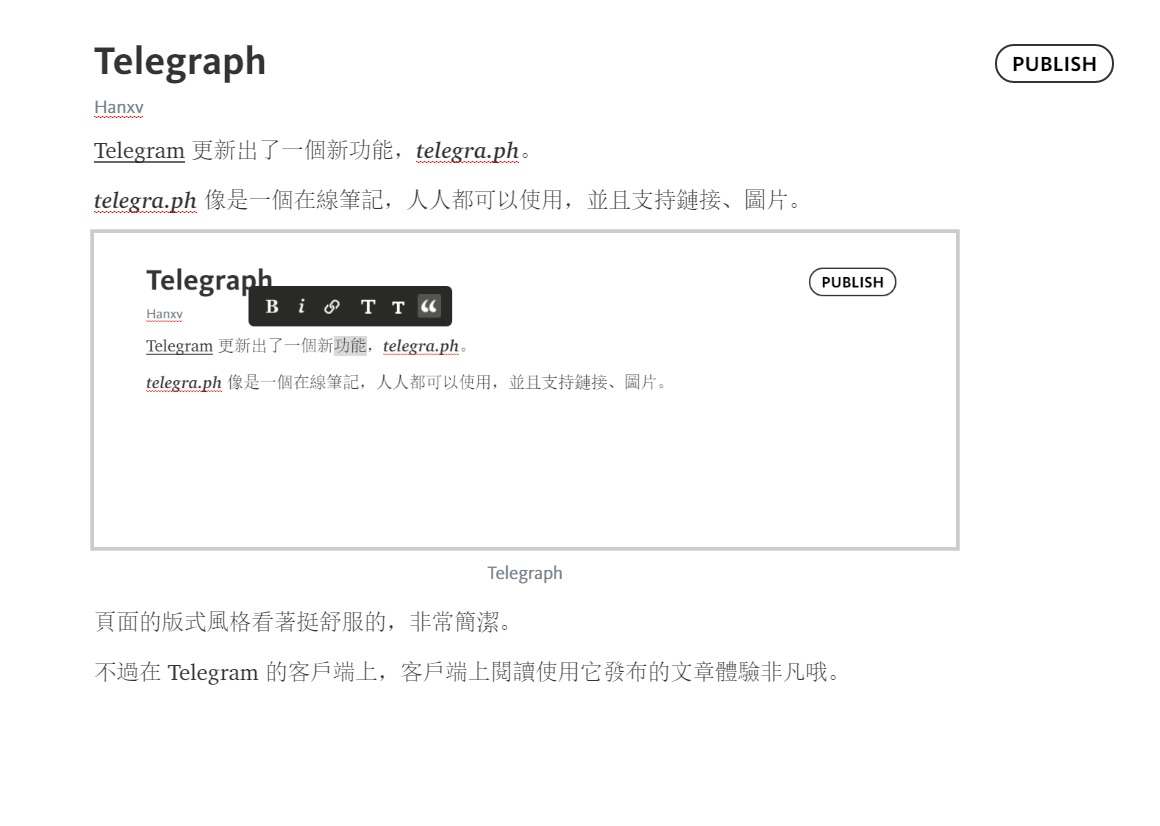 Telegraph
PUBLISH
Hanxv
Telegram 更新出了一個新功能，telegra.ph。
telegra.ph 像是一個在線筆記，人人都可以使用，並且支持鏈接、圖片。
Telegraph
PUBLISH
B i T T “
Hanxv
Telegram 更新出了一個新功能，telegra.ph。
telegra.ph 像是一個在線筆記，人人都可以使用，並且支持鏈接、圖片。
Telegraph
頁面的版式風格看著挺舒服的，非常簡潔。
不過在 Telegram 的客戶端上，客戶端上閱讀使用它發布的文章體驗非凡哦。